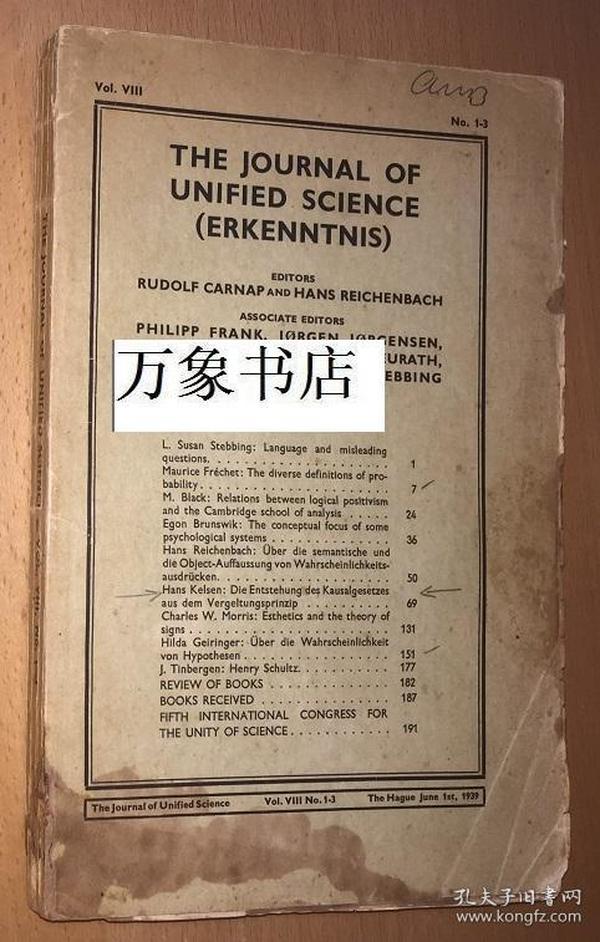 Vol. VIII
No. 1-3
THE JOURNAL OF
UNIFIED SCIENCE
(ERKENNTNIS)
EDITORS
RUDOLF CARNAP AND HANS REICHENBACH
ASSOCIATE EDITORS
PHILIPP FRANK, JØRGEN JØRGENSEN,
EURATH,
EBBING
万象书店
L. Susan Stebbing: Language and misleading
questions. . . . . . . . . . . . . . . . . . . 1
Maurice Fréchet: The diverse definitions of pro-
bability . . . . . . . . . . . . . . . . . . . 7
M. Black: Relations between logical positivism
and the Cambridge school of analysis . . . . . 24
Egon Brunswik: The conceptual focus of some
psychological systems . . . . . . . . . . . . 36
Hans Reichenbach: Über die semantische und
die Object-Auffaussung von Wahrscheinlichkeits-
ausdrücken. . . . . . . . . . . . . . . . . . 50
Hans Kelsen: Die Entstehung des Kausalgesetzes
aus dem Vergeltungsprinzip . . . . . . . . . 69
Charles W. Morris: Esthetics and the theory of
signs . . . . . . . . . . . . . . . . . . . . 131
Hilda Geiringer: Über die Wahrscheinlichkeit
von Hypothesen . . . . . . . . . . . . . . . 151
J. Tinbergen: Henry Schultz. . . . . . . . . . 177
REVIEW OF BOOKS . . . . . . . . . . . . . 182
BOOKS RECEIVED . . . . . . . . . . . . . . 187
FIFTH INTERNATIONAL CONGRESS FOR
THE UNITY OF SCIENCE . . . . . . . . . . . 191
The Journal of Unified Science Vol. VIII No. 1-3 The Hague June 1st, 1939
孔夫子旧书网
www.kongfz.com